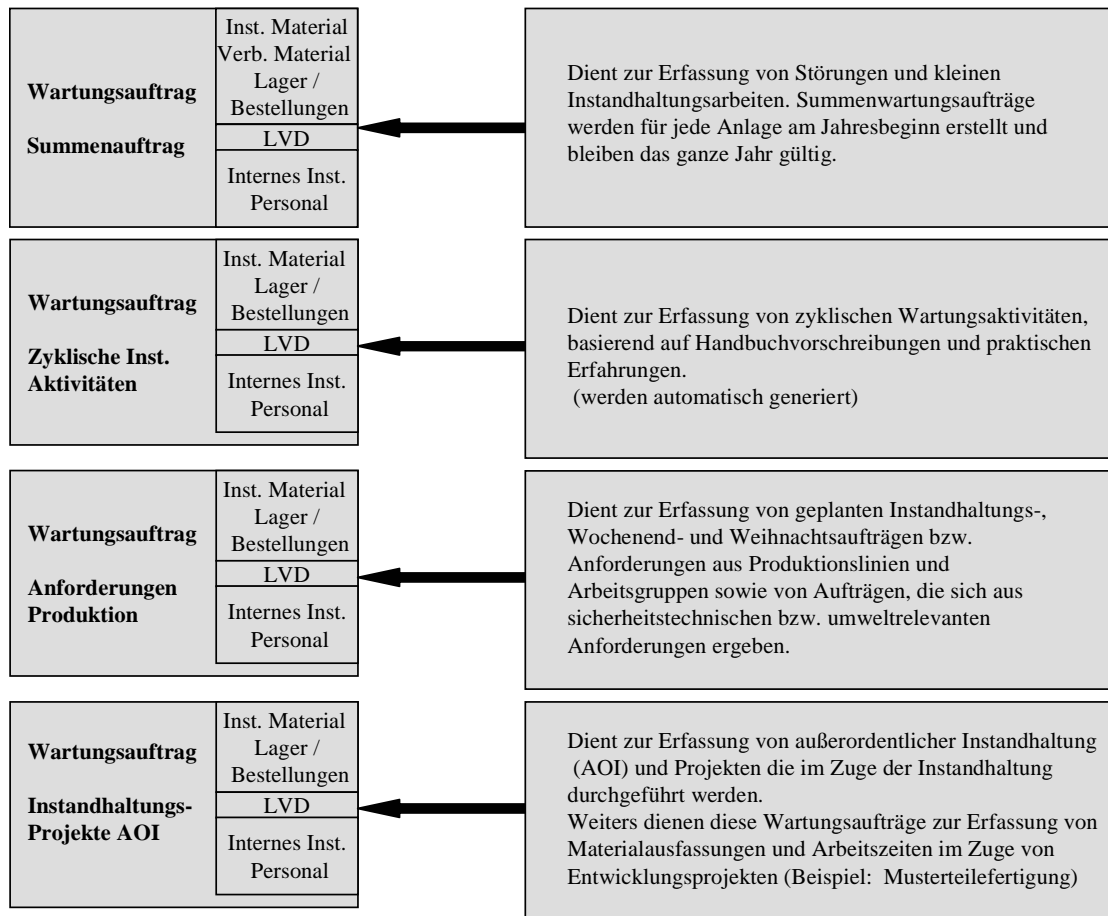 Wartungsauftrag
Summenauftrag
Inst. Material
Verb. Material
Lager /
Bestellungen
LVD
Internes Inst.
Personal
Dient zur Erfassung von Störungen und kleinen
Instandhaltungsarbeiten. Summenwartungsaufträge
werden für jede Anlage am Jahresbeginn erstellt und
bleiben das ganze Jahr gültig.
Wartungsauftrag
Zyklische Inst.
Aktivitäten
Inst. Material
Lager /
Bestellungen
LVD
Internes Inst.
Personal
Dient zur Erfassung von zyklischen Wartungsaktivitäten,
basierend auf Handbuchvorschreibungen und praktischen
Erfahrungen.
(werden automatisch generiert)
Wartungsauftrag
Anforderungen
Produktion
Inst. Material
Lager /
Bestellungen
LVD
Internes Inst.
Personal
Dient zur Erfassung von geplanten Instandhaltungs-,
Wochenend- und Weihnachtsaufträgen bzw.
Anforderungen aus Produktionslinien und
Arbeitsgruppen sowie von Aufträgen, die sich aus
sicherheitstechnischen bzw. umweltrelevanten
Anforderungen ergeben.
Wartungsauftrag
Instandhaltungs-
Projekte AOI
Inst. Material
Lager /
Bestellungen
LVD
Internes Inst.
Personal
Dient zur Erfassung von außerordentlicher Instandhaltung
(AOI) und Projekten die im Zuge der Instandhaltung
durchgeführt werden.
Weiters dienen diese Wartungsaufträge zur Erfassung von
Materialausfassungen und Arbeitszeiten im Zuge von
Entwicklungsprojekten (Beispiel: Musterteilefertigung)